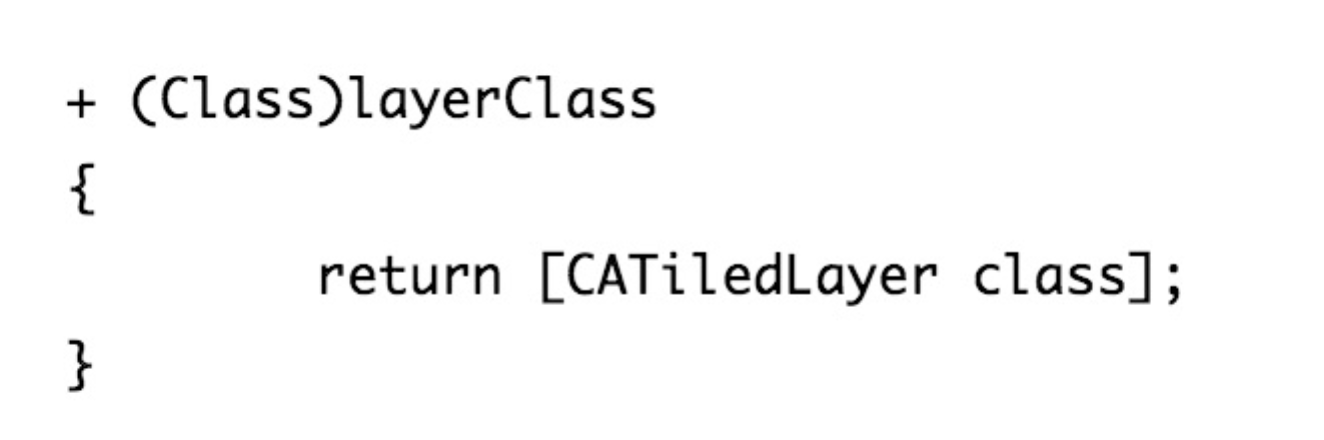 + (Class)layerClass
{
return [CATiledLayer class];
}